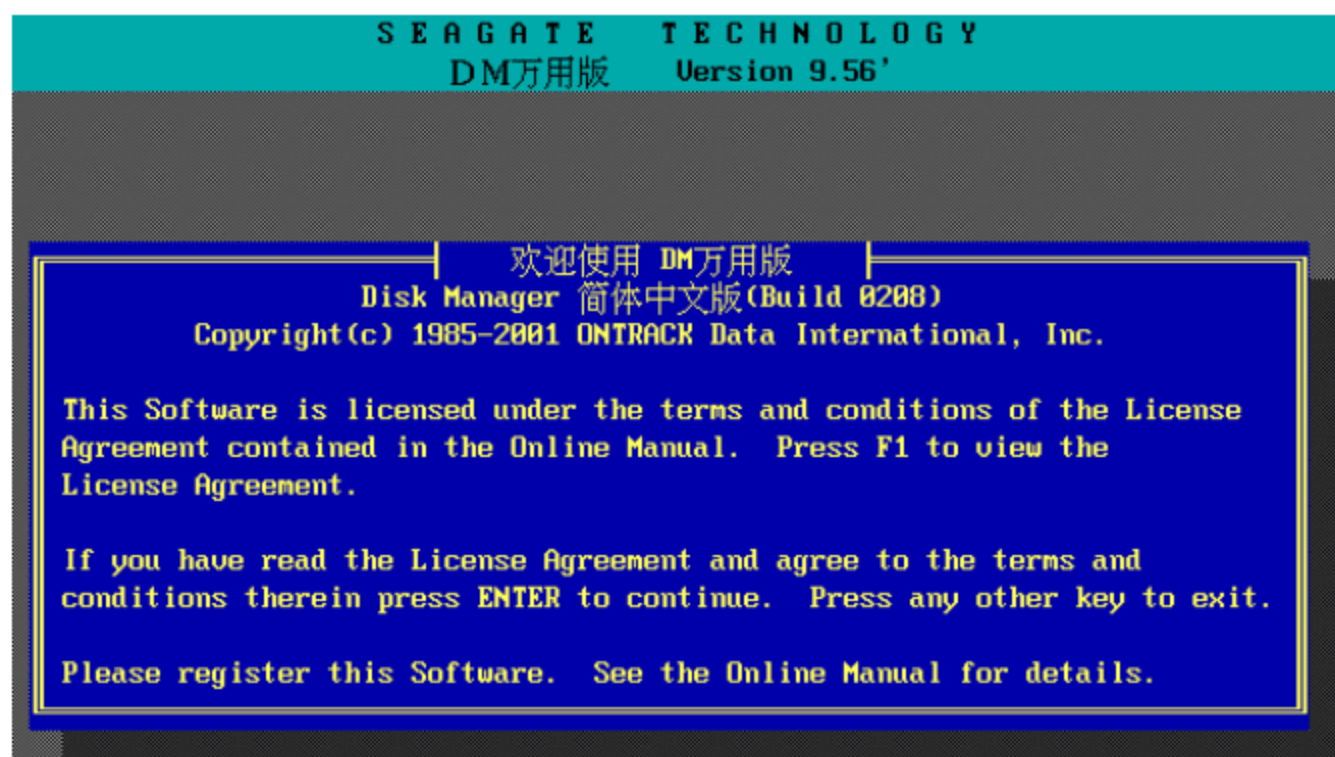 SEAGATE TECHNOLOGY
DM万用版 Version 9.56'
欢迎使用 DM万用版
Disk Manager 简体中文版(Build 0208)
Copyright(c) 1985-2001 ONTRACK Data International, Inc.
This Software is licensed under the terms and conditions of the License
Agreement contained in the Online Manual. Press F1 to view the
License Agreement.
If you have read the License Agreement and agree to the terms and
conditions therein press ENTER to continue. Press any other key to exit.
Please register this Software. See the Online Manual for details.